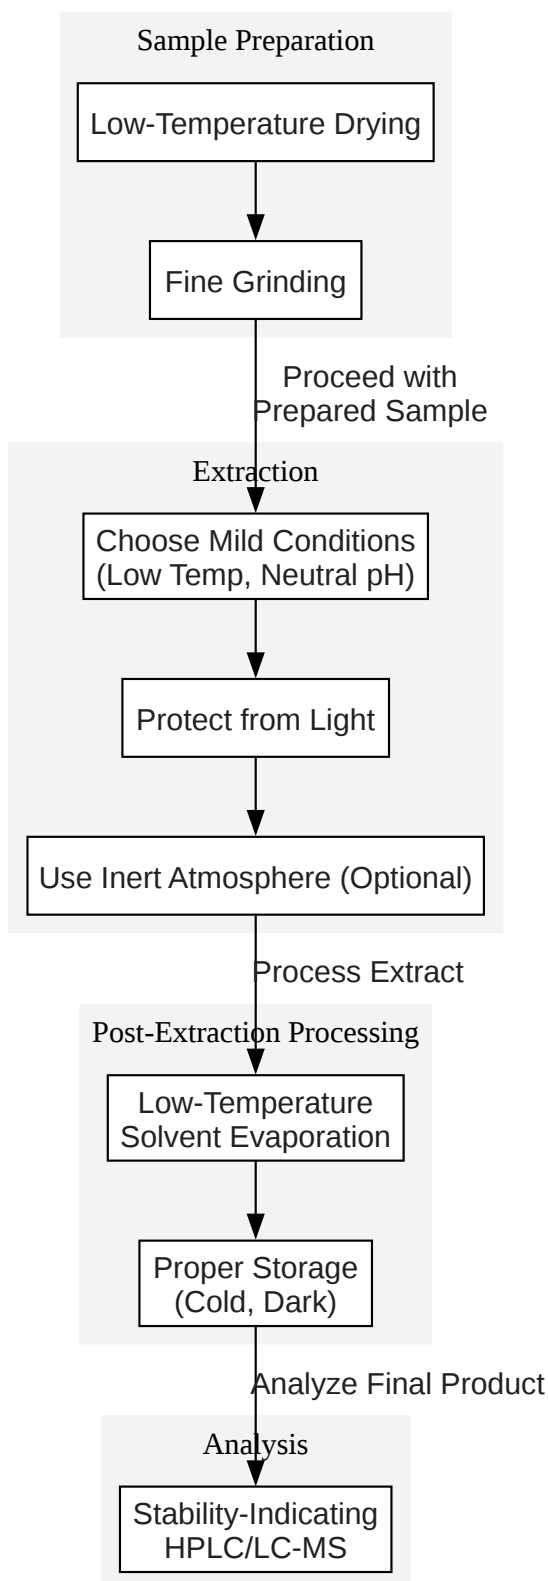 Sample Preparation
Low-Temperature Drying
Fine Grinding
Proceed with
Prepared Sample
Extraction
Choose Mild Conditions
(Low Temp, Neutral pH)
Protect from Light
Use Inert Atmosphere (Optional)
Process Extract
Post-Extraction Processing
Low-Temperature
Solvent Evaporation
Proper Storage
(Cold, Dark)
Analyze Final Product
Analysis
Stability-Indicating
HPLC/LC-MS